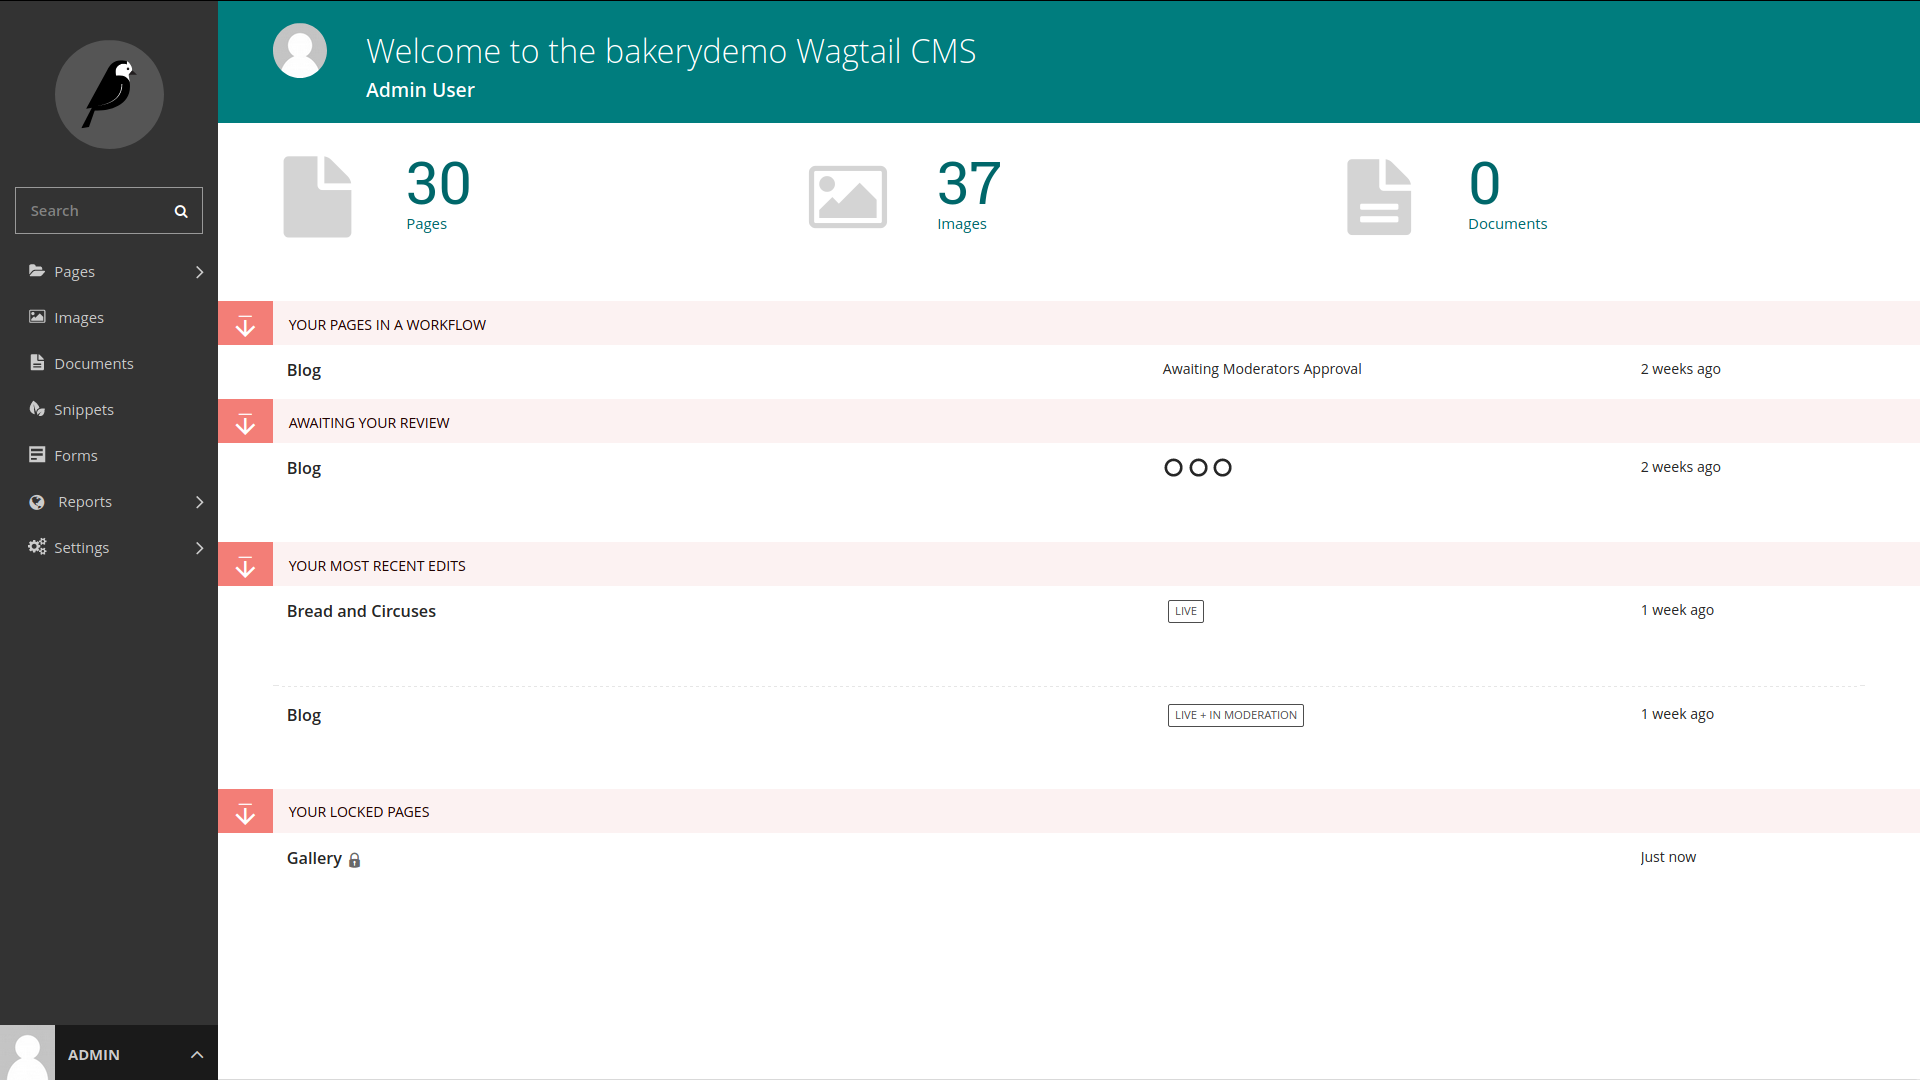 Welcome to the bakerydemo Wagtail CMS
Admin User
Search
Pages
Images
Documents
Snippets
Forms
Reports
Settings
ADMIN
30
Pages
37
Images
0
Documents
YOUR PAGES IN A WORKFLOW
Blog Awaiting Moderators Approval 2 weeks ago
AWAITING YOUR REVIEW
Blog 2 weeks ago
YOUR MOST RECENT EDITS
Bread and Circuses LIVE 1 week ago
Blog LIVE + IN MODERATION 1 week ago
YOUR LOCKED PAGES
Gallery Just now